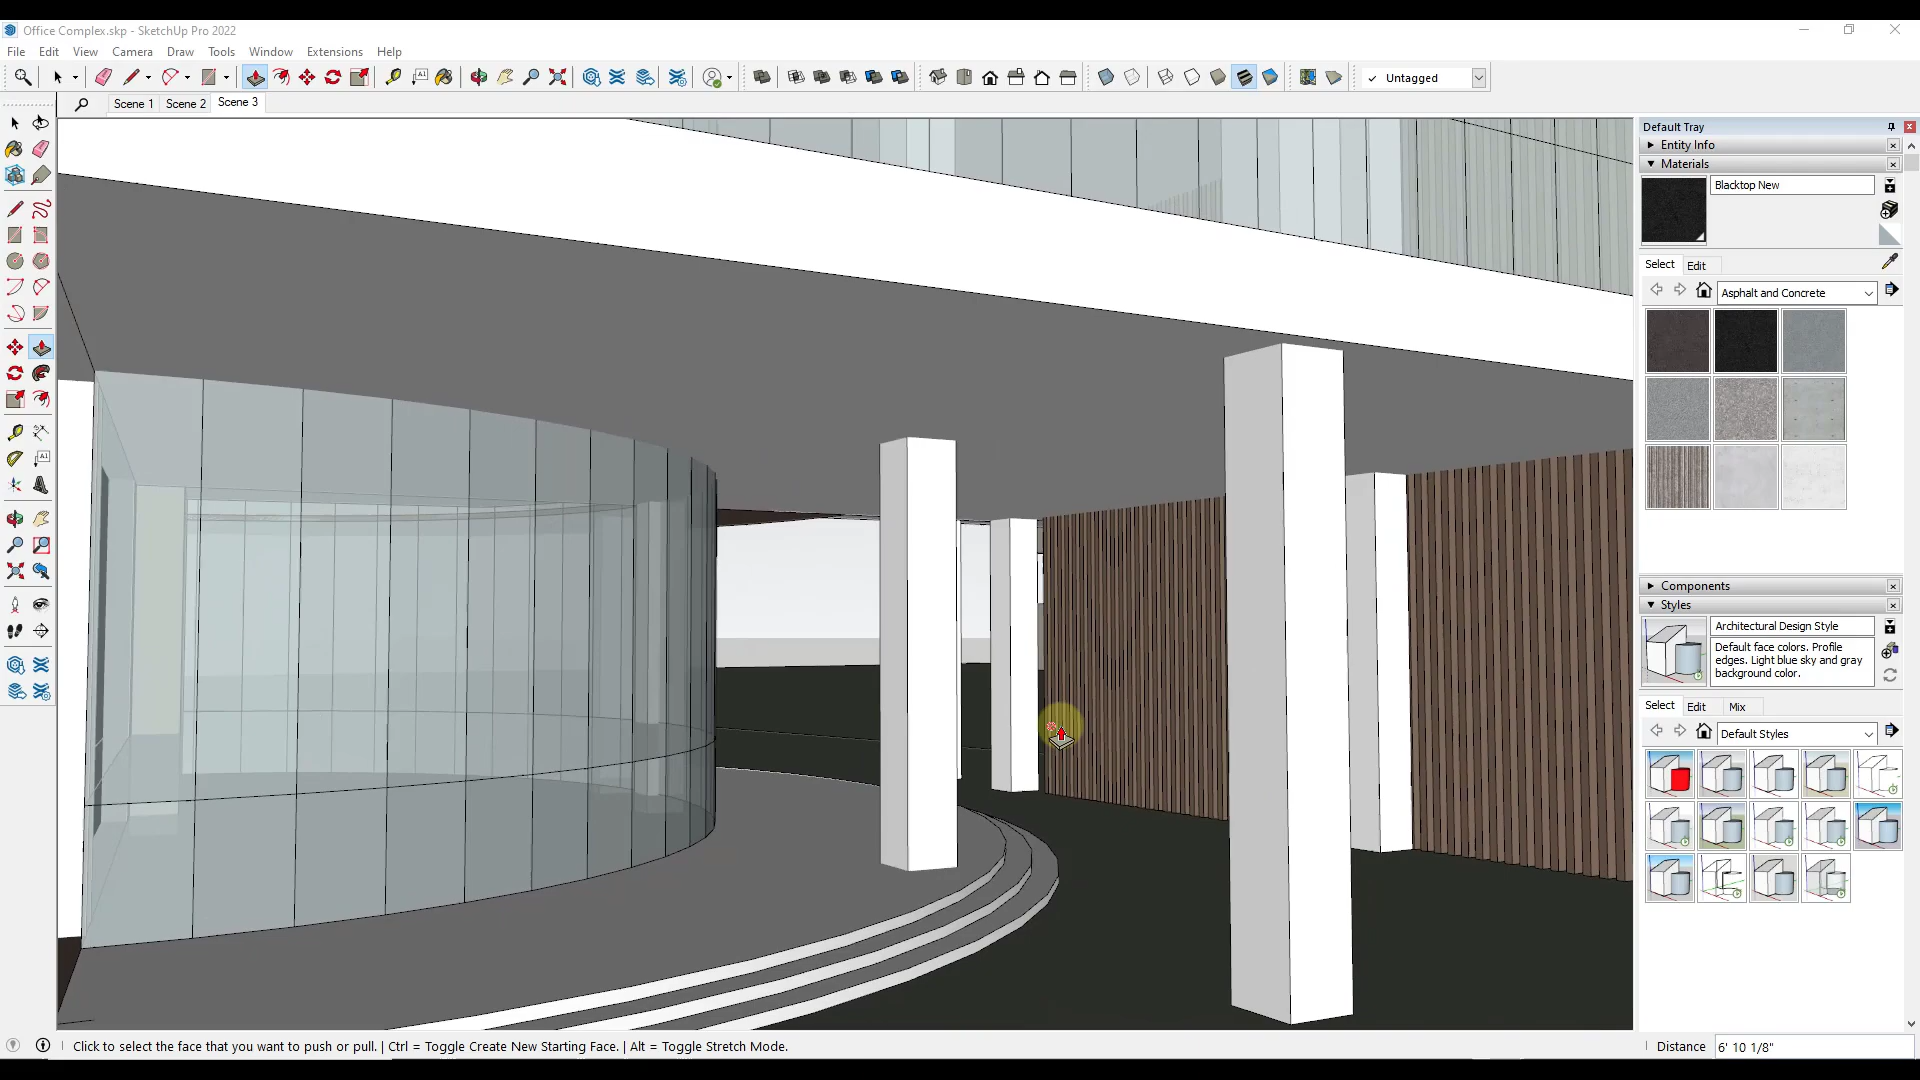 Office Complex.skp - SketchUp Pro 2022
File Edit View Camera Draw Tools Window Extensions Help
Untagged
Scene 1 Scene 2 Scene 3
Default Tray
Entity Info
Materials
Blacktop New
Select Edit
Asphalt and Concrete
Components
Styles
Architectural Design Style
Default face colors. Profile
edges. Light blue sky and gray
background color.
Select Edit Mix
Default Styles
Click to select the face that you want to push or pull. | Ctrl = Toggle Create New Starting Face. | Alt = Toggle Stretch Mode.
Distance 6' 10 1/8"